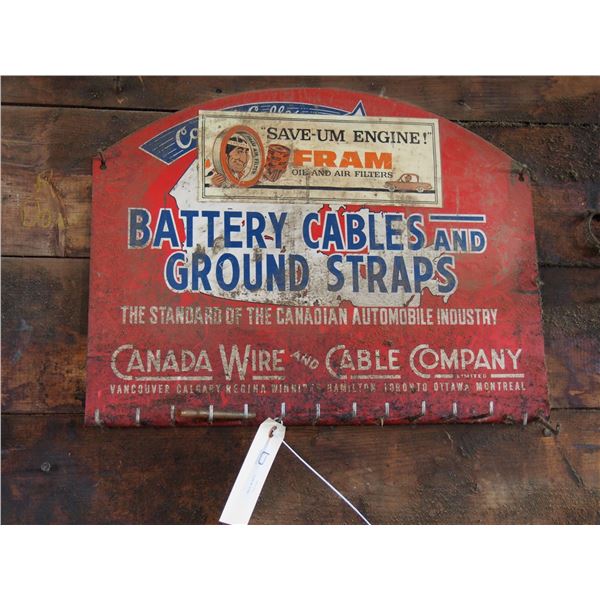 "SAVE-UM ENGINE!"
FRAM
OIL AND AIR FILTERS
BATTERY CABLES AND
GROUND STRAPS
THE STANDARD OF THE CANADIAN AUTOMOBILE INDUSTRY
CANADA WIRE AND CABLE COMPANY
LIMITED
VANCOUVER CALGARY REGINA WINNIPEG HAMILTON TORONTO OTTAWA MONTREAL